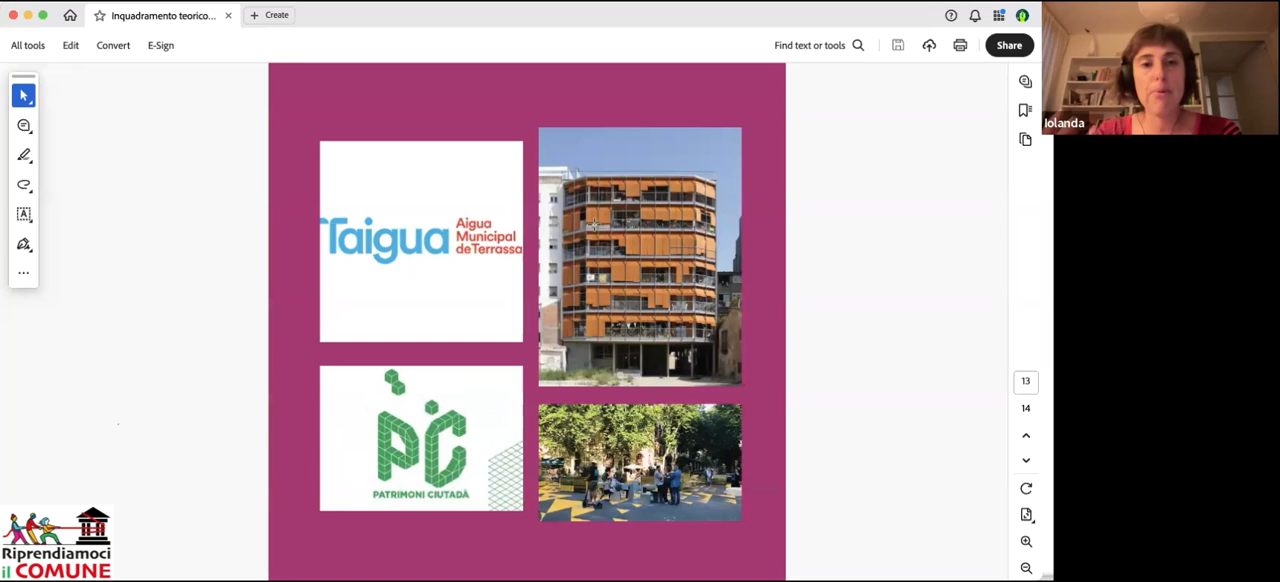 Inquadramento teorico...
Create
All tools
Edit
Convert
E-Sign
Find text or tools
Share
Iolanda
Taigua
Aigua
Municipal
de Terrassa
PC
PATRIMONI CIUTADÀ
13
14
Riprendiamoci
il COMUNE